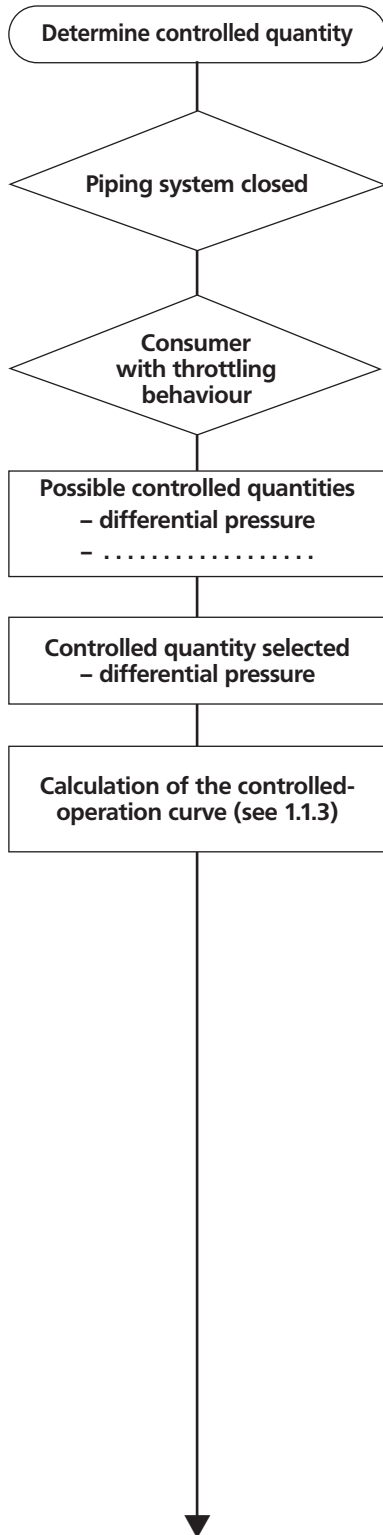 Determine controlled quantity
Piping system closed
Consumer
with throttling
behaviour
Possible controlled quantities
– differential pressure
– . . . . . . . . . . . . . . . . . .
Controlled quantity selected
– differential pressure
Calculation of the controlled-
operation curve (see 1.1.3)